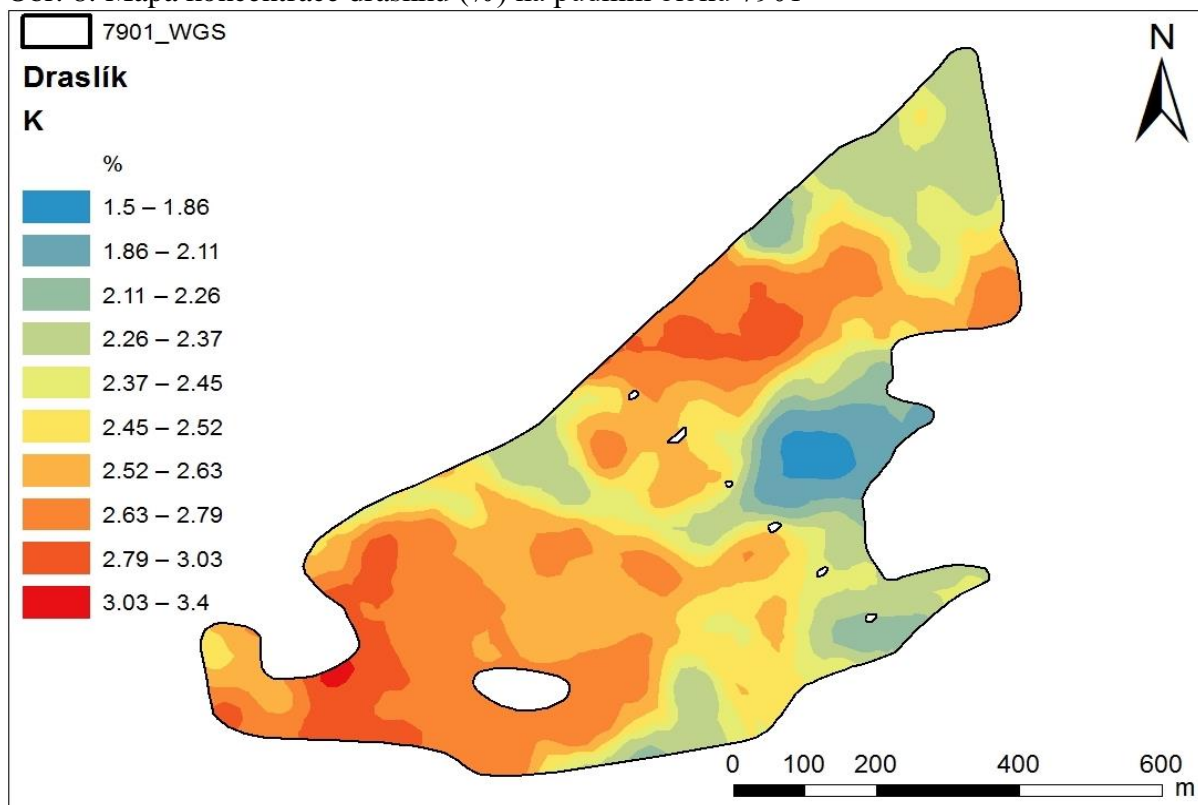 7901_WGS
Draslík
K
%
1.5 – 1.86
1.86 – 2.11
2.11 – 2.26
2.26 – 2.37
2.37 – 2.45
2.45 – 2.52
2.52 – 2.63
2.63 – 2.79
2.79 – 3.03
3.03 – 3.4
N
0 100 200 400 600
m